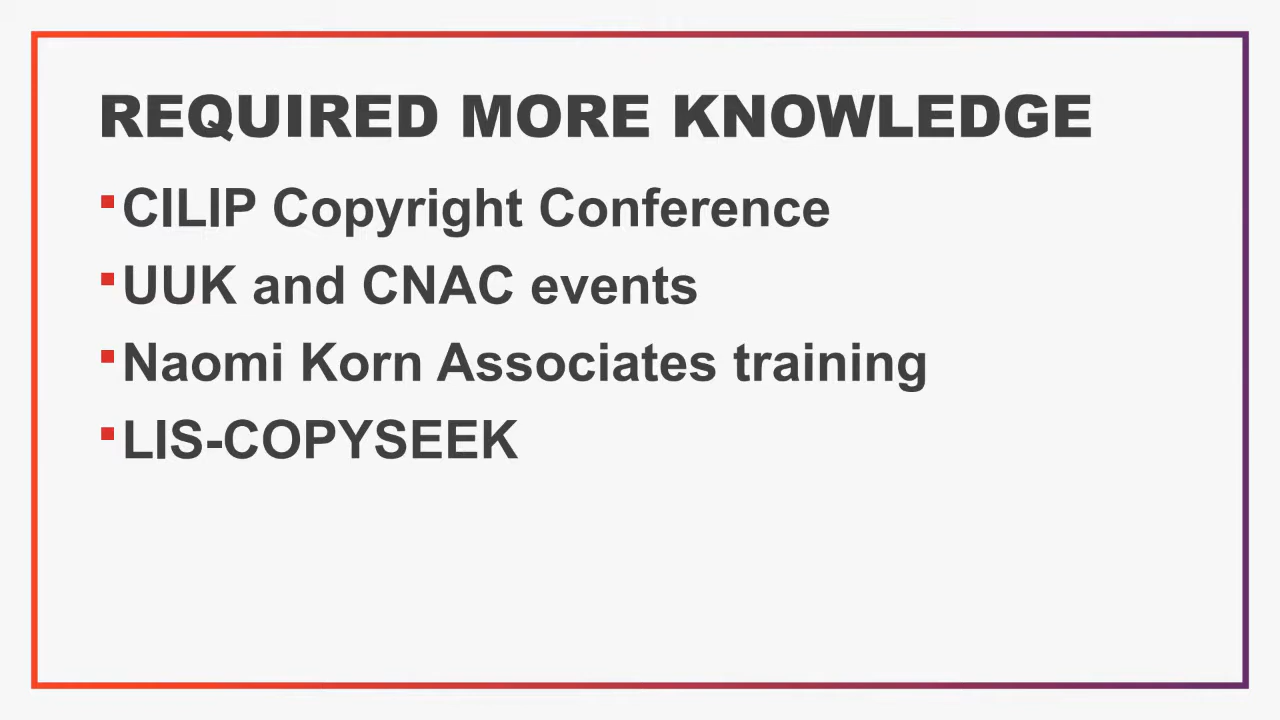 REQUIRED MORE KNOWLEDGE
CILIP Copyright Conference
UUK and CNAC events
Naomi Korn Associates training
LIS-COPYSEEK